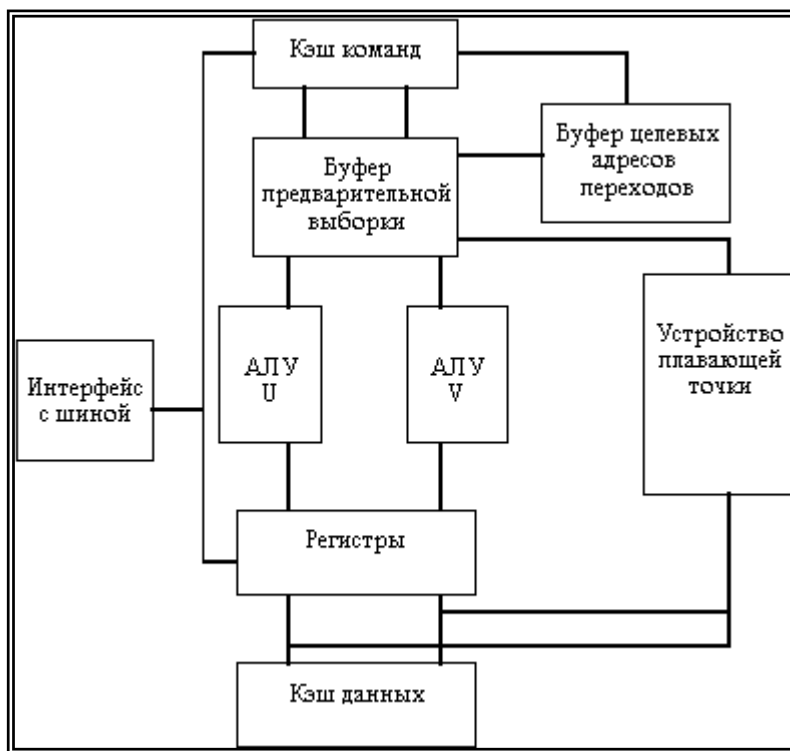 Кэш команд
Буфер целевых
адресов
переходов
Буфер
предварительной
выборки
Устройство
плавающей
точки
АЛУ
U
АЛУ
V
Интерфейс
с шиной
Регистры
Кэш данных